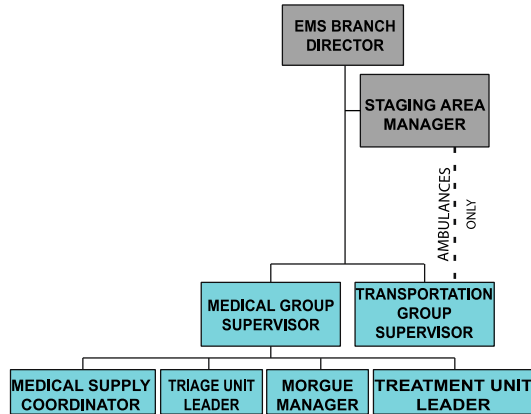 EMS BRANCH
DIRECTOR
STAGING AREA
MANAGER
AMBULANCES
ONLY
MEDICAL GROUP
SUPERVISOR
TRANSPORTATION
GROUP
SUPERVISOR
MEDICAL SUPPLY
COORDINATOR
TRIAGE UNIT
LEADER
MORGUE
MANAGER
TREATMENT UNIT
LEADER